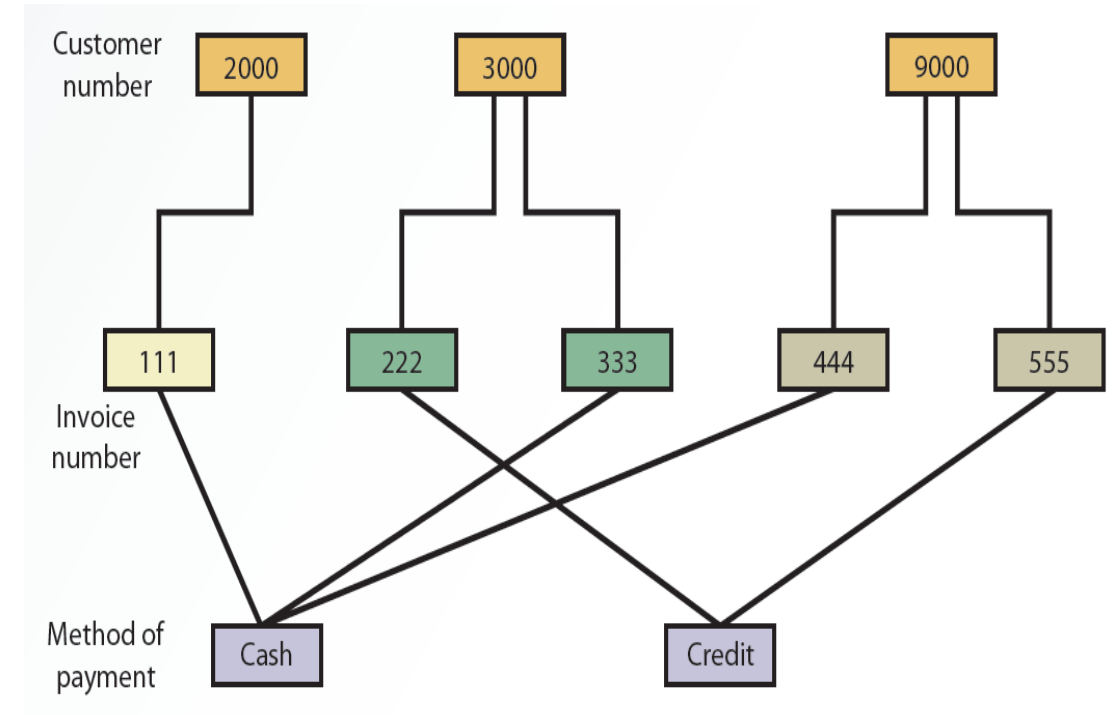 Customer
number
2000
3000
9000
111
222
333
444
555
Invoice
number
Method of
payment
Cash
Credit